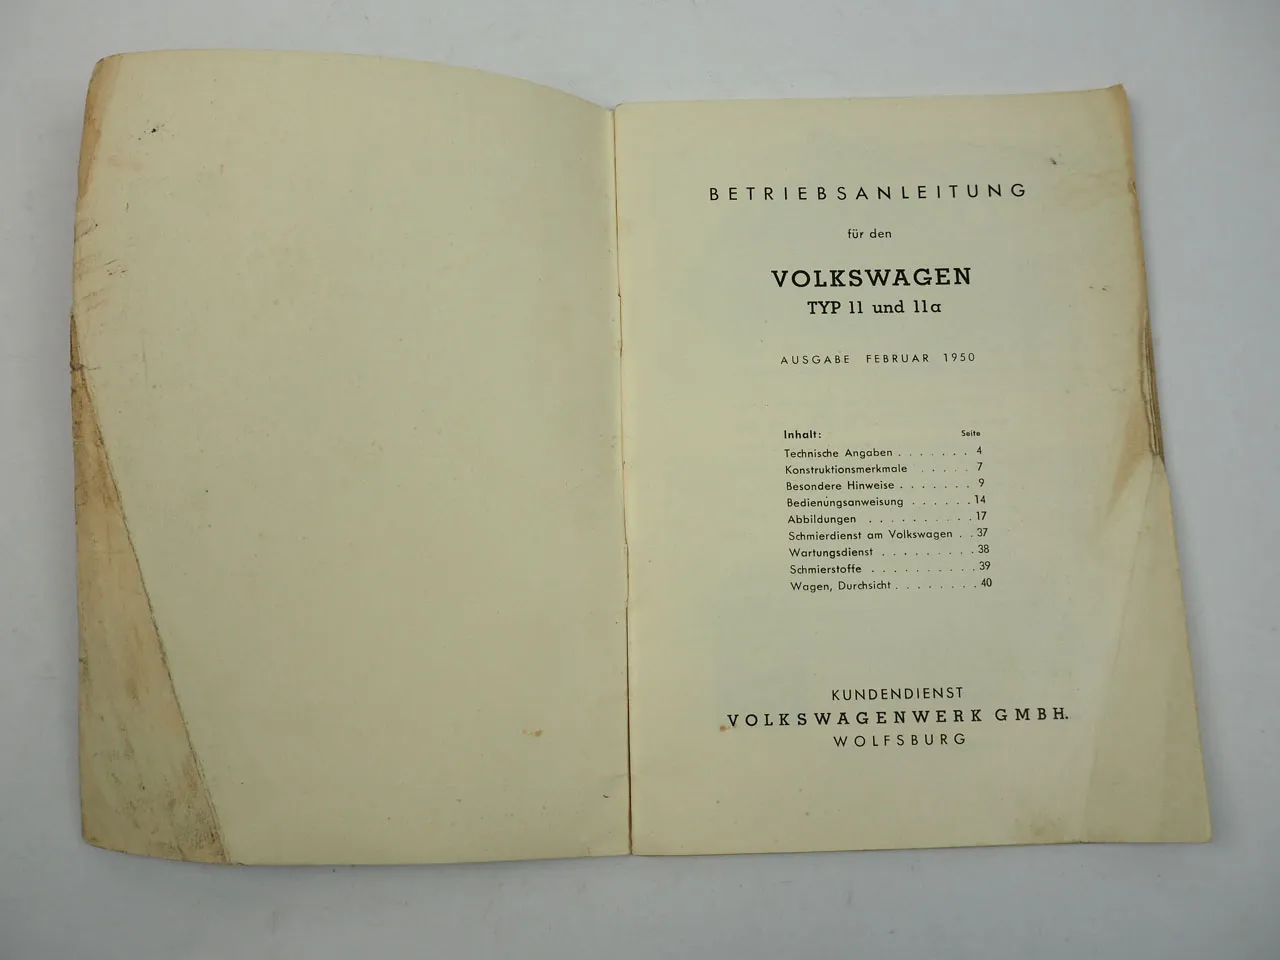 BETRIEBSANLEITUNG
für den
VOLKSWAGEN
TYP 11 und 11a
AUSGABE FEBRUAR 1950
Inhalt: Seite
Technische Angaben . . . . . . . 4
Konstruktionsmerkmale . . . . . 7
Besondere Hinweise . . . . . . . 9
Bedienungsanweisung . . . . . . 14
Abbildungen . . . . . . . . . . 17
Schmierdienst am Volkswagen . . 37
Wartungsdienst . . . . . . . . . 38
Schmierstoffe . . . . . . . . . . 39
Wagen, Durchsicht . . . . . . . . 40
KUNDENDIENST
VOLKSWAGENWERK GMBH.
WOLFSBURG